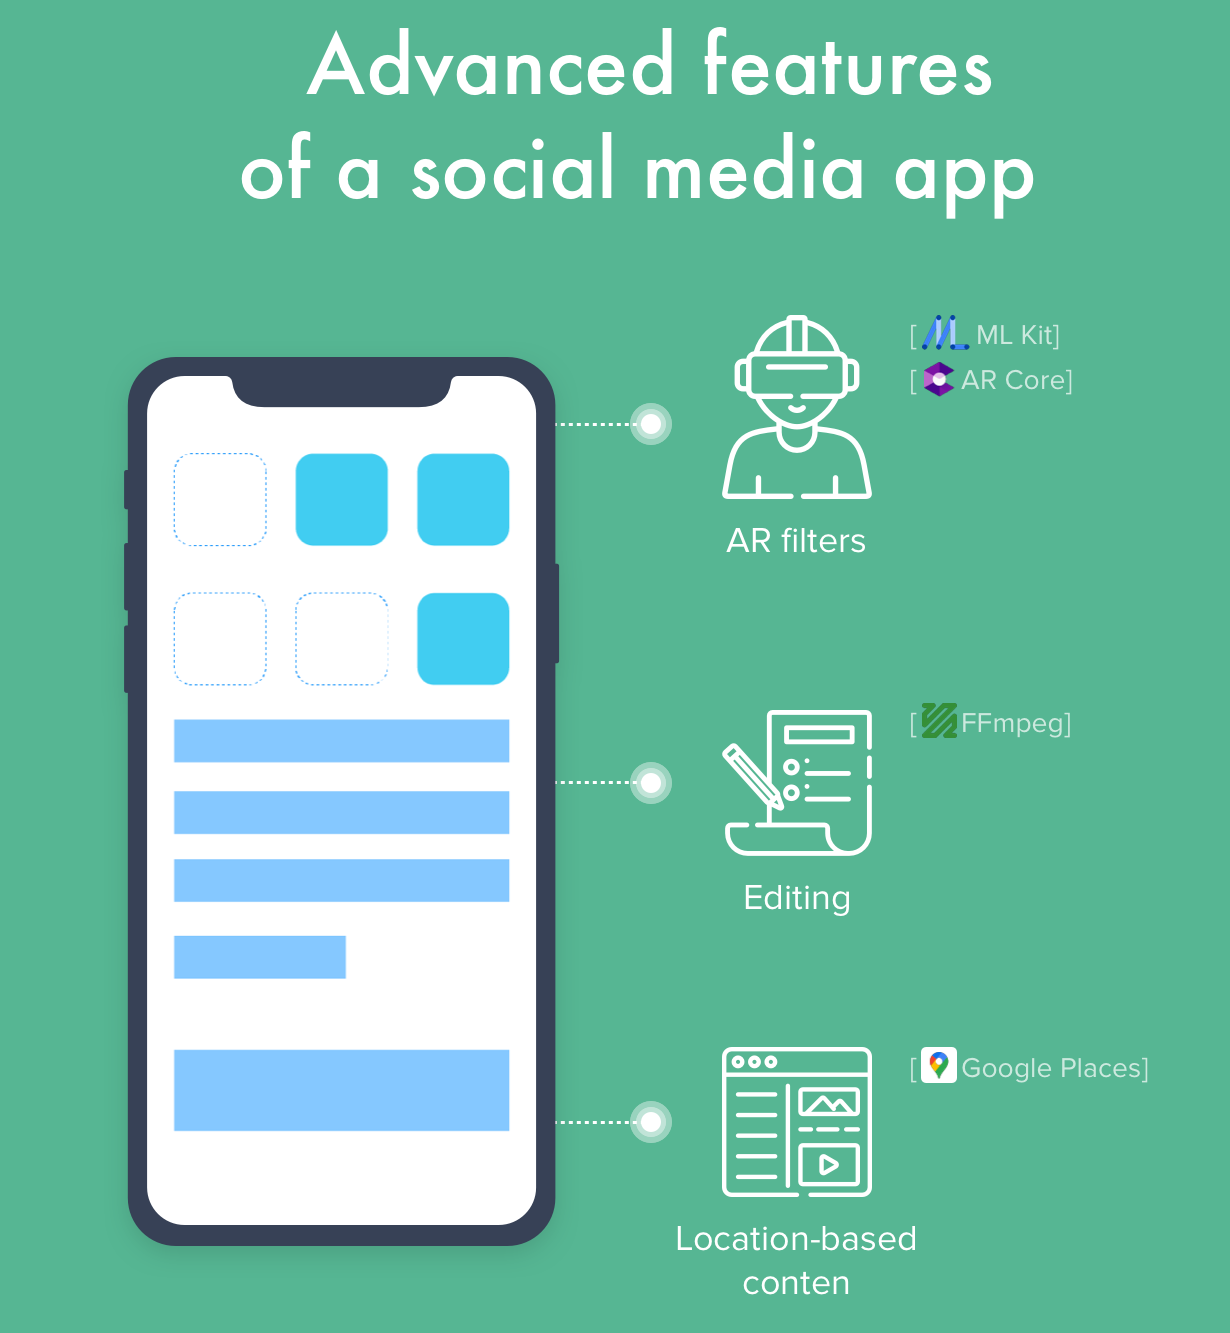 Advanced features
of a social media app
[ ML Kit]
[ AR Core]
AR filters
[ FFmpeg]
Editing
[ Google Places]
Location-based
conten